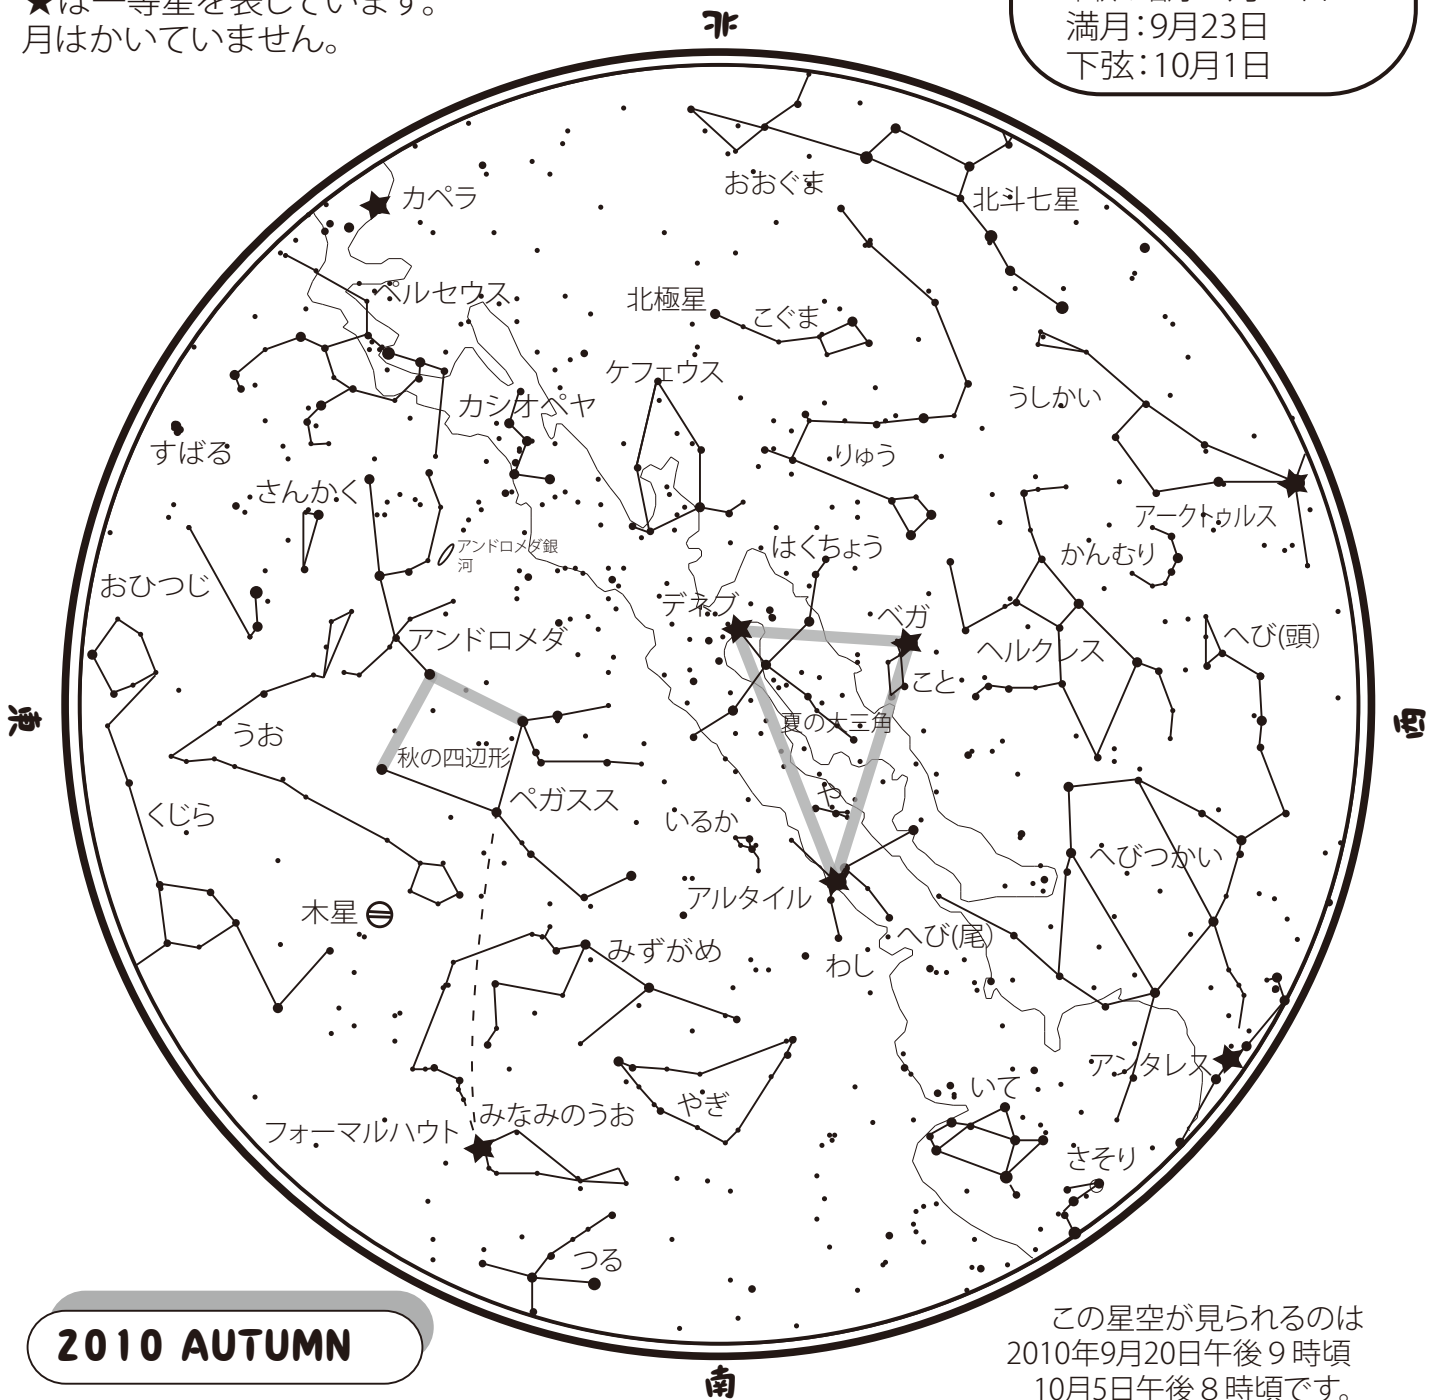 ★は一等星を表しています。
月はかいていません。
北
満月：9月23日
下弦：10月1日
カペラ
おおぐま
北斗七星
ペルセウス
北極星
こぐま
ケフェウス
カシオペヤ
うしかい
すばる
りゅう
さんかく
アークトゥルス
アンドロメダ銀
河
はくちょう
かんむり
おひつじ
デネブ
ベガ
アンドロメダ
ヘルクレス
へび(頭)
こと
東
西
うお
秋の四辺形
夏の大三角
ペガスス
くじら
や
いるか
へびつかい
アルタイル
木星
みずがめ
へび(尾)
わし
アンタレス
いて
やぎ
みなみのうお
フォーマルハウト
さそり
つる
2010 AUTUMN
この星空が見られるのは
2010年9月20日午後９時頃
10月5日午後８時頃です。
南